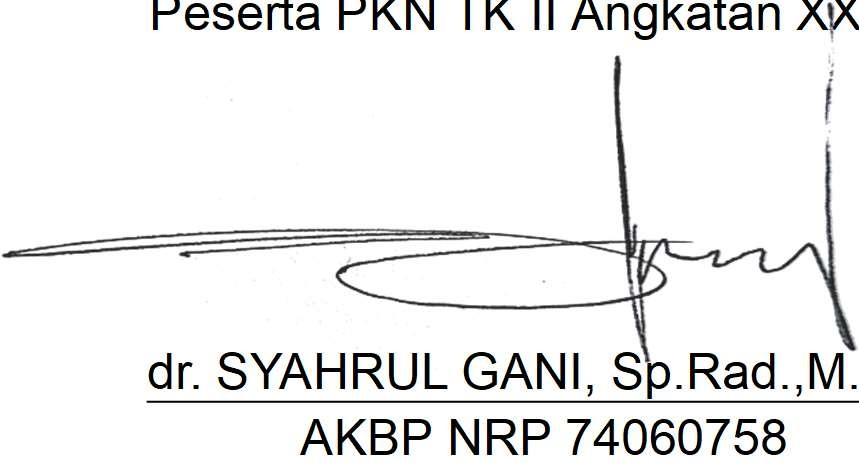 Peserta PKN TK II Angkatan XX
dr. SYAHRUL GANI, Sp.Rad.,M.
AKBP NRP 74060758